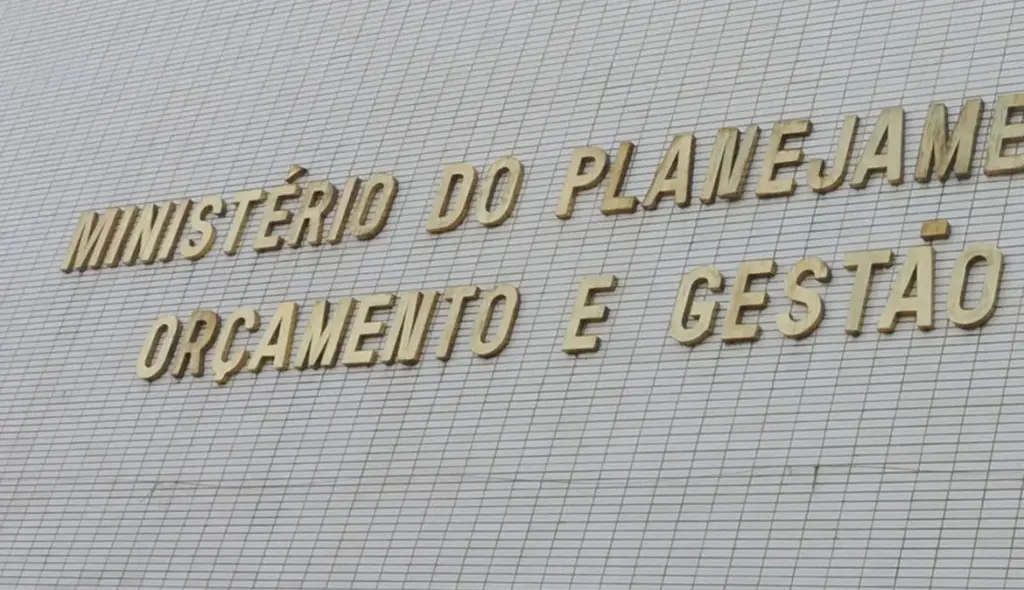 MINISTÉRIO DO PLANEJAME
ORÇAMENTO E GESTÃO